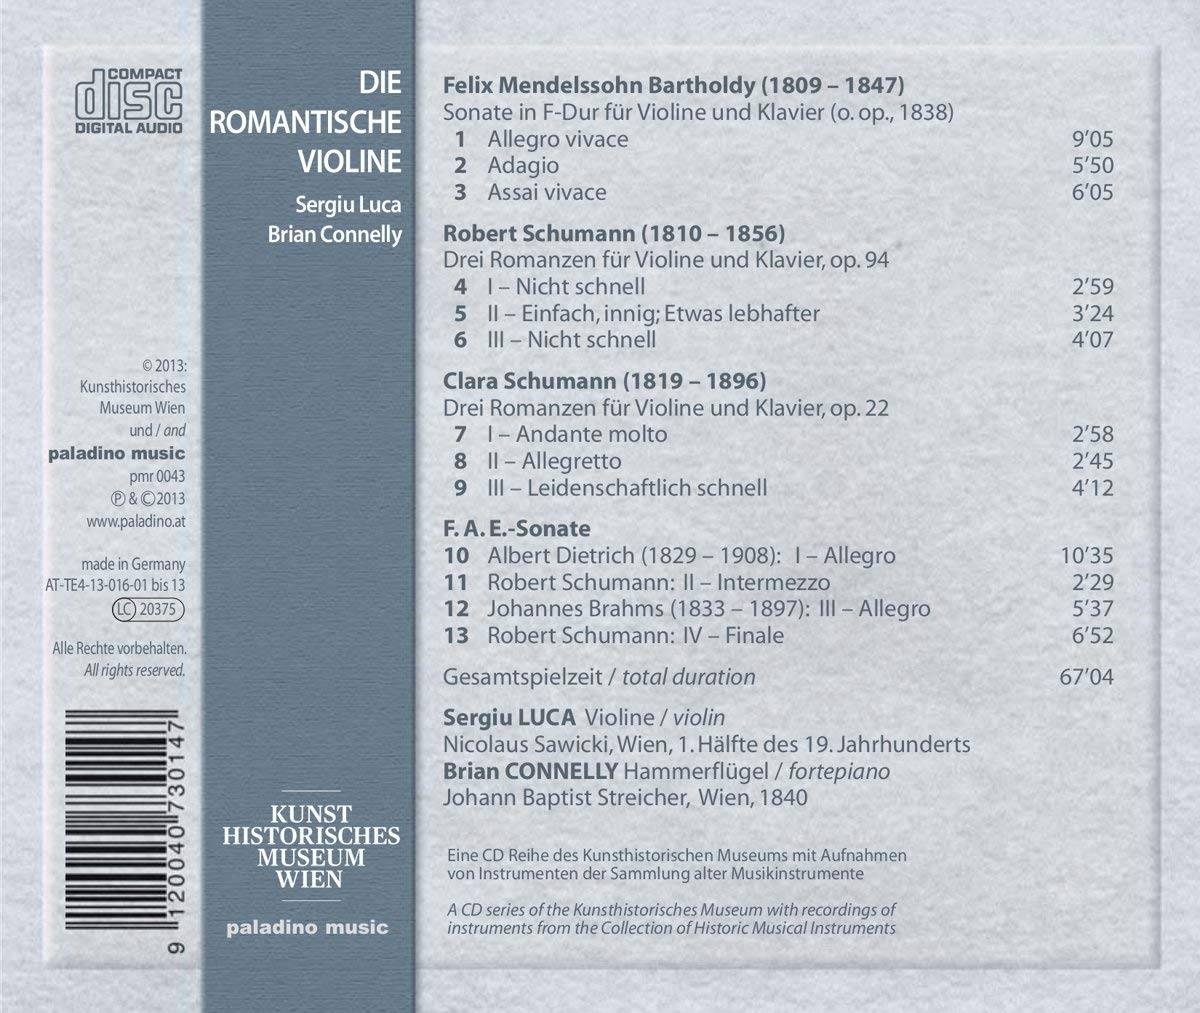 COMPACT
disc
DIGITAL AUDIO
DIE
ROMANTISCHE
VIOLINE
Sergiu Luca
Brian Connelly
© 2013:
Kunsthistorisches
Museum Wien
und / and
paladino music
pmr 0043
℗ & © 2013
www.paladino.at
made in Germany
AT-TE4-13-016-01 bis 13
LC 20375
Alle Rechte vorbehalten.
All rights reserved.
9 120040 730147
KUNST
HISTORISCHES
MUSEUM
WIEN
paladino music
Felix Mendelssohn Bartholdy (1809 – 1847)
Sonate in F-Dur für Violine und Klavier (o. op., 1838)
1 Allegro vivace 9’05
2 Adagio 5’50
3 Assai vivace 6’05
Robert Schumann (1810 – 1856)
Drei Romanzen für Violine und Klavier, op. 94
4 I – Nicht schnell 2’59
5 II – Einfach, innig; Etwas lebhafter 3’24
6 III – Nicht schnell 4’07
Clara Schumann (1819 – 1896)
Drei Romanzen für Violine und Klavier, op. 22
7 I – Andante molto 2’58
8 II – Allegretto 2’45
9 III – Leidenschaftlich schnell 4’12
F. A. E.-Sonate
10 Albert Dietrich (1829 – 1908): I – Allegro 10’35
11 Robert Schumann: II – Intermezzo 2’29
12 Johannes Brahms (1833 – 1897): III – Allegro 5’37
13 Robert Schumann: IV – Finale 6’52
Gesamtspielzeit / total duration 67’04
Sergiu LUCA Violine / violin
Nicolaus Sawicki, Wien, 1. Hälfte des 19. Jahrhunderts
Brian CONNELLY Hammerflügel / fortepiano
Johann Baptist Streicher, Wien, 1840
Eine CD Reihe des Kunsthistorischen Museums mit Aufnahmen
von Instrumenten der Sammlung alter Musikinstrumente
A CD series of the Kunsthistorisches Museum with recordings of
instruments from the Collection of Historic Musical Instruments